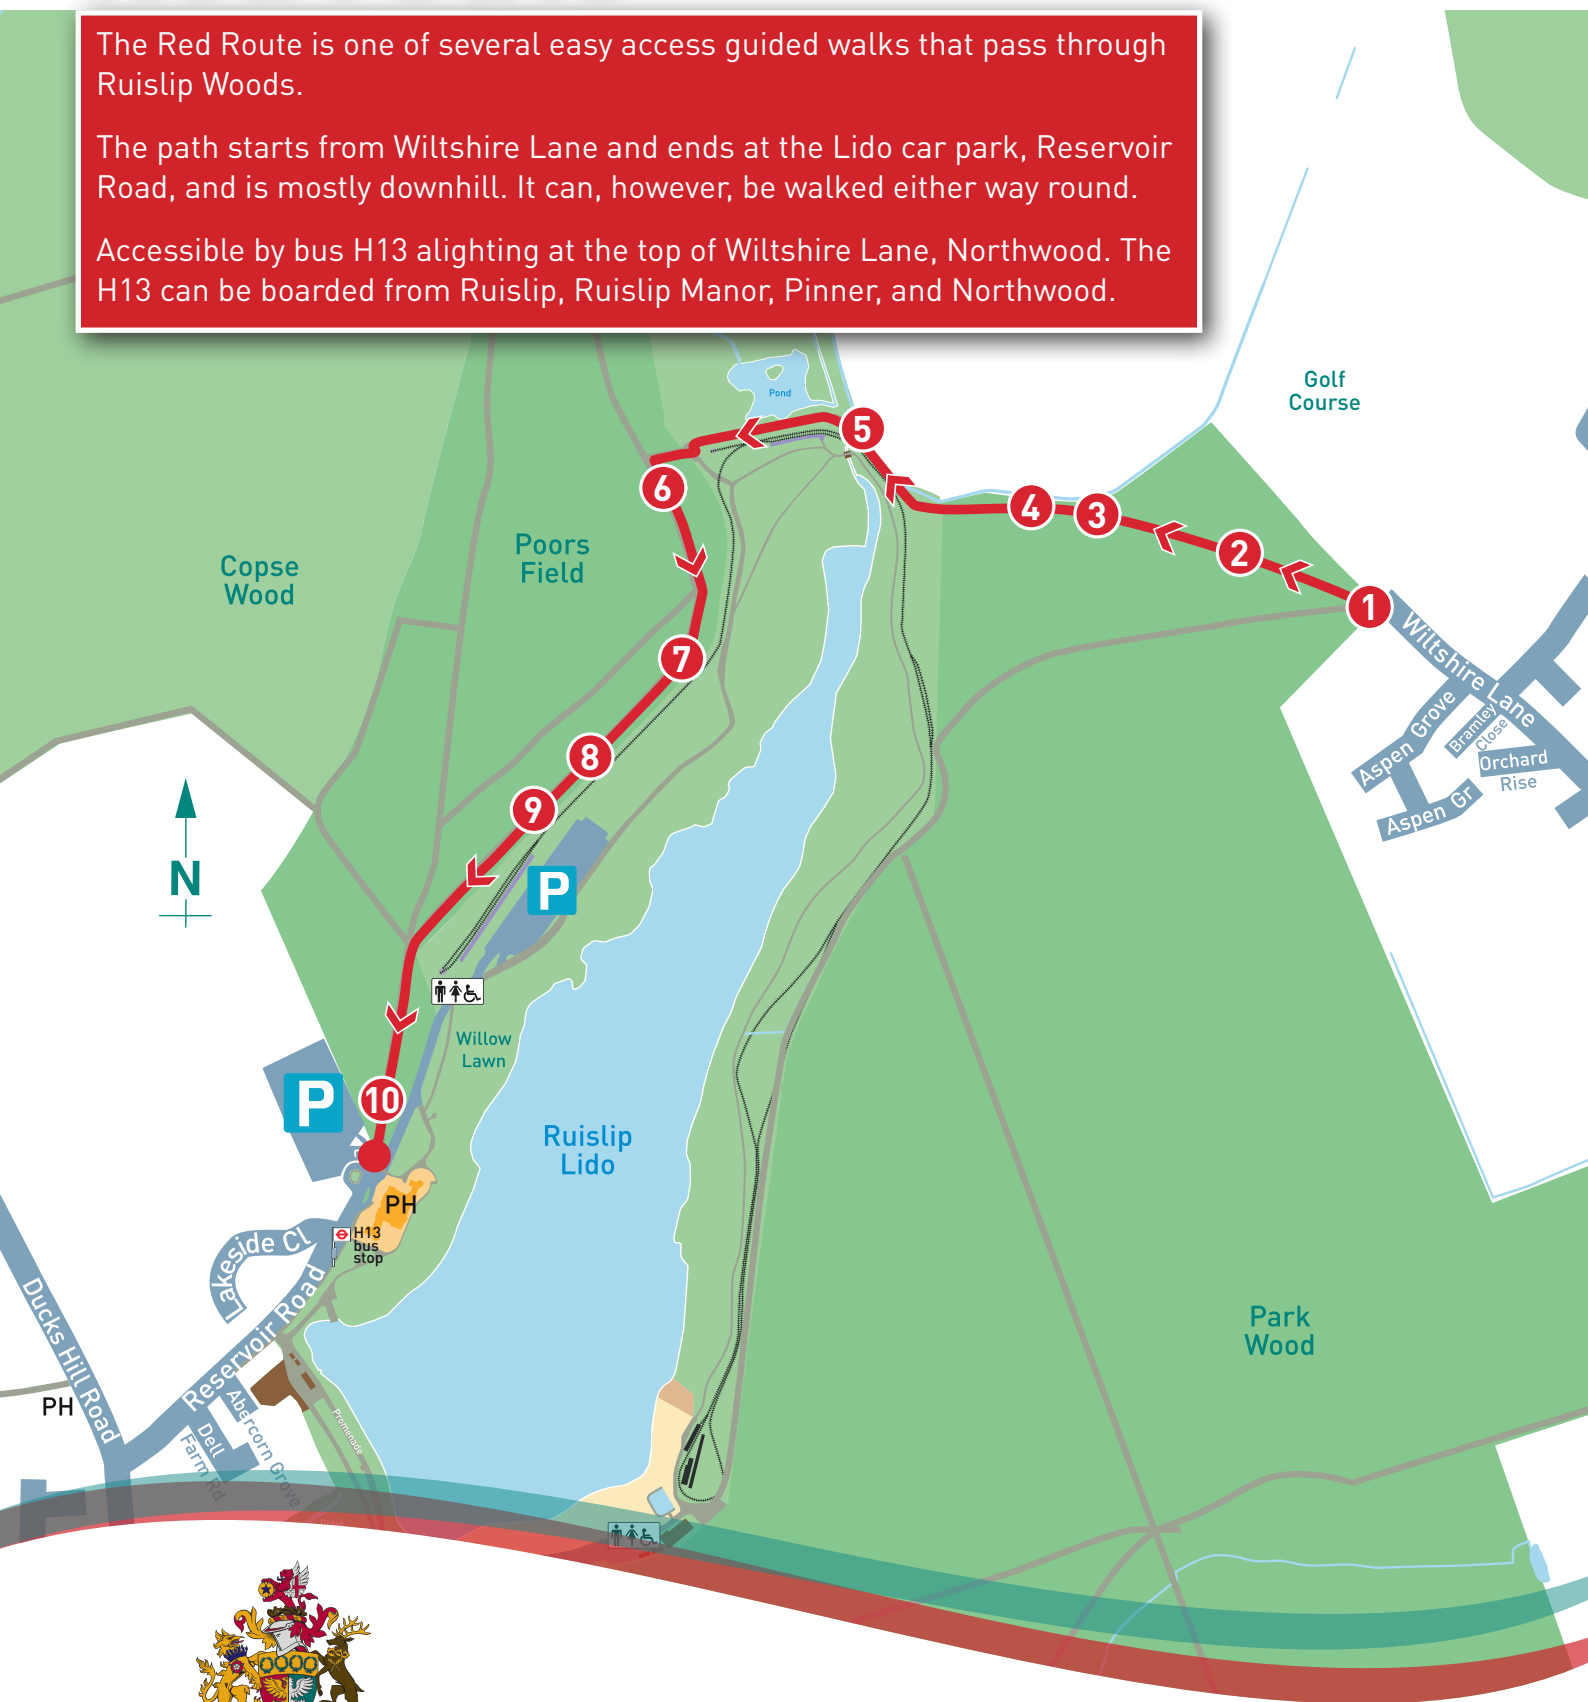 The Red Route is one of several easy access guided walks that pass through
Ruislip Woods.
The path starts from Wiltshire Lane and ends at the Lido car park, Reservoir
Road, and is mostly downhill. It can, however, be walked either way round.
Accessible by bus H13 alighting at the top of Wiltshire Lane, Northwood. The
H13 can be boarded from Ruislip, Ruislip Manor, Pinner, and Northwood.
Golf
Course
Pond
5
6
4
3
2
1
Poors
Field
Copse
Wood
Wiltshire Lane
Aspen Grove
Bramley
Close
Orchard
Rise
Aspen Gr
7
8
9
N
P
Willow
Lawn
P
10
Ruislip
Lido
PH
H13
bus
stop
Lakeside Cl
Reservoir Road
Ducks Hill Road
PH
Abercorn Grove
Dell
Farm Rd
Promenade
Park
Wood